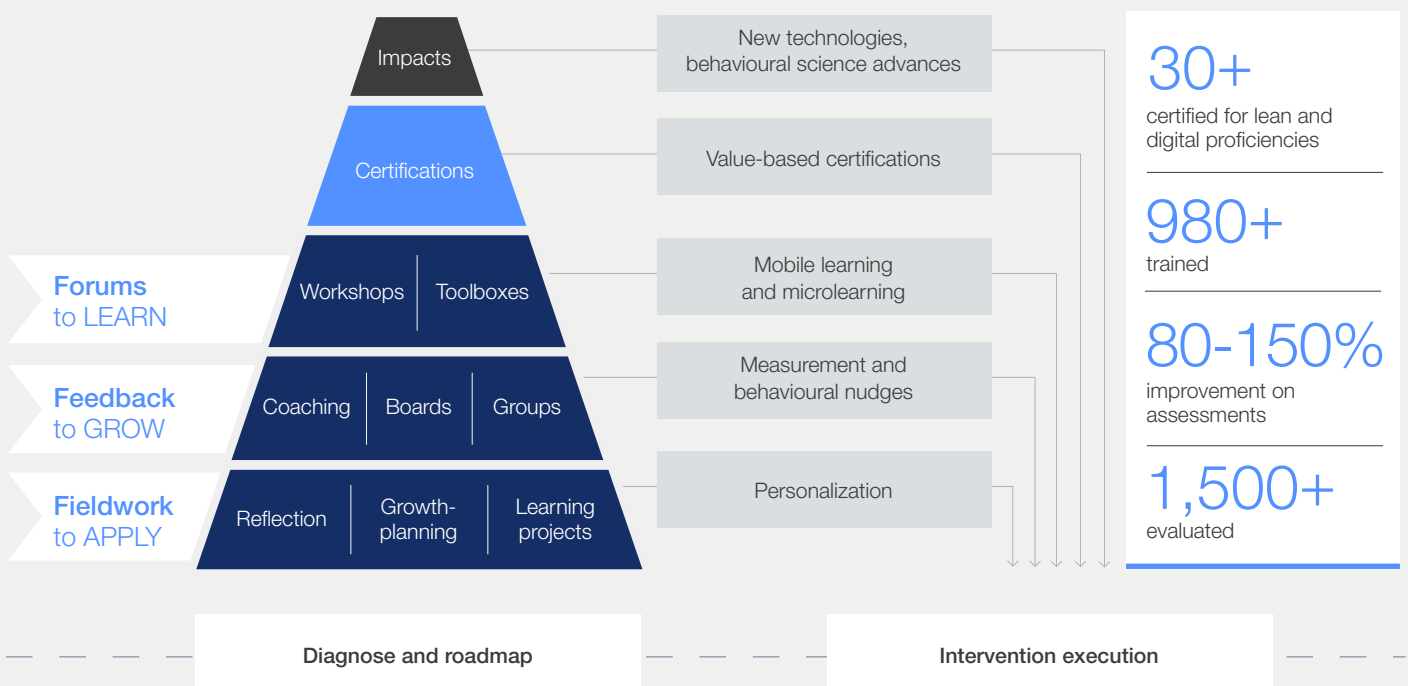 Impacts
New technologies,
behavioural science advances
Certifications
Value-based certifications
Forums
to LEARN
Workshops
Toolboxes
Mobile learning
and microlearning
Feedback
to GROW
Coaching
Boards
Groups
Measurement and
behavioural nudges
Fieldwork
to APPLY
Reflection
Growth-
planning
Learning
projects
Personalization
30+
certified for lean and
digital proficiencies
980+
trained
80-150%
improvement on
assessments
1,500+
evaluated
Diagnose and roadmap
Intervention execution